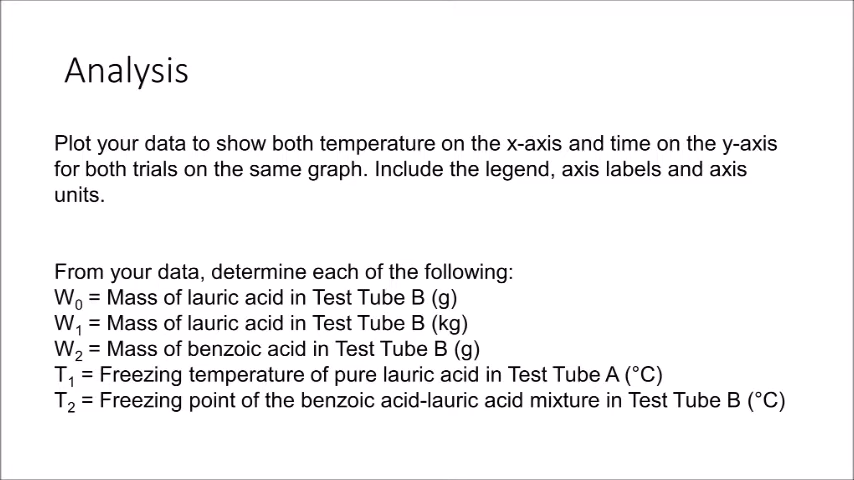 Analysis
Plot your data to show both temperature on the x-axis and time on the y-axis
for both trials on the same graph. Include the legend, axis labels and axis
units.
From your data, determine each of the following:
W₀ = Mass of lauric acid in Test Tube B (g)
W₁ = Mass of lauric acid in Test Tube B (kg)
W₂ = Mass of benzoic acid in Test Tube B (g)
T₁ = Freezing temperature of pure lauric acid in Test Tube A (°C)
T₂ = Freezing point of the benzoic acid-lauric acid mixture in Test Tube B (°C)